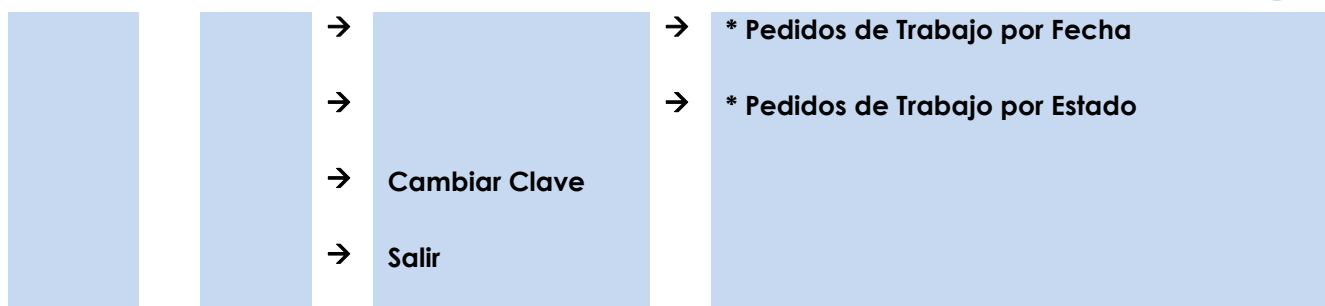 → → * Pedidos de Trabajo por Fecha
→ → * Pedidos de Trabajo por Estado
→ Cambiar Clave
→ Salir